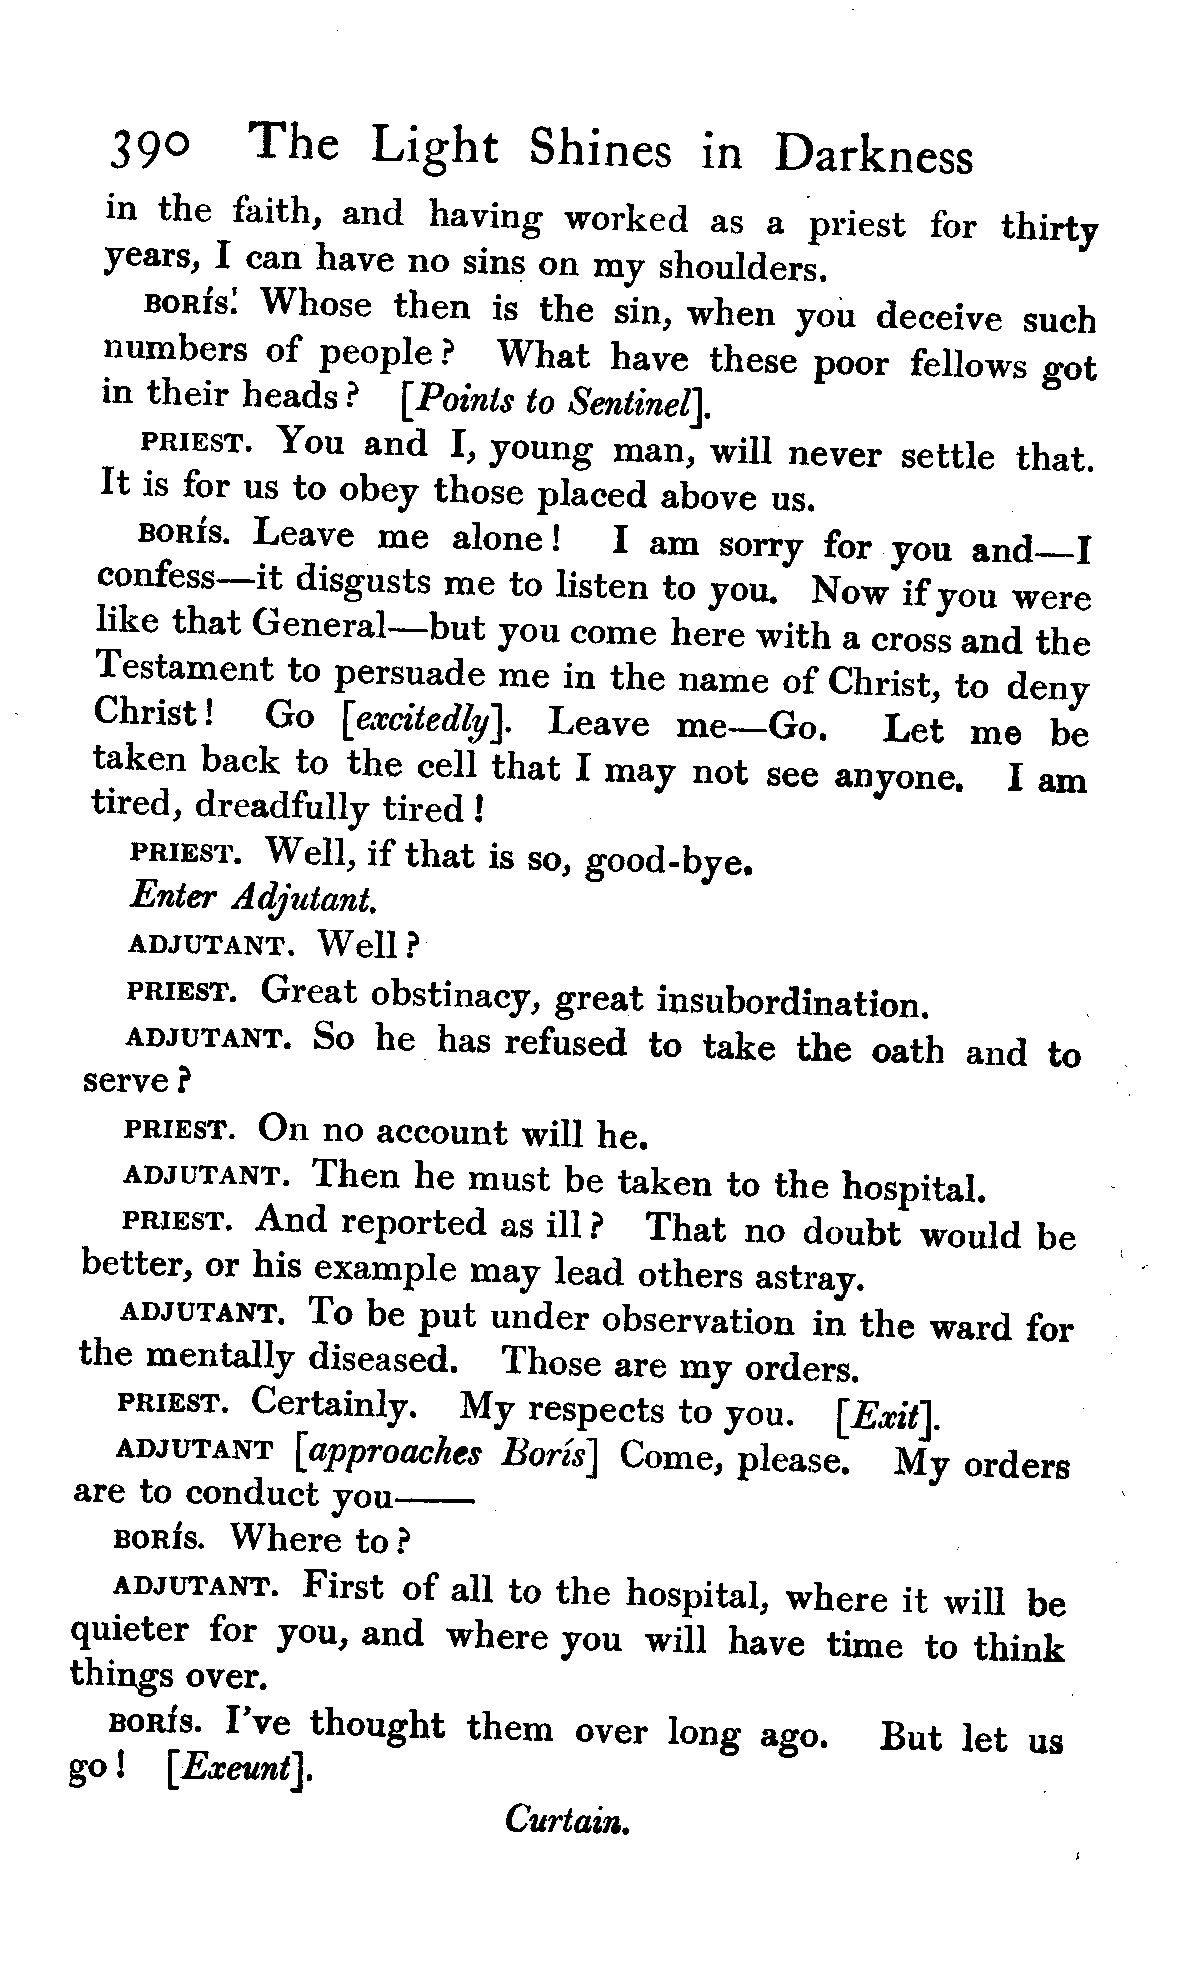 390 The Light Shines in Darkness
in the faith, and having worked as a priest for thirty
years, I can have no sins on my shoulders.
BORÍS. Whose then is the sin, when you deceive such
numbers of people? What have these poor fellows got
in their heads? [Points to Sentinel].
PRIEST. You and I, young man, will never settle that.
It is for us to obey those placed above us.
BORÍS. Leave me alone! I am sorry for you and—I
confess—it disgusts me to listen to you. Now if you were
like that General—but you come here with a cross and the
Testament to persuade me in the name of Christ, to deny
Christ! Go [excitedly]. Leave me—Go. Let me be
taken back to the cell that I may not see anyone. I am
tired, dreadfully tired!
PRIEST. Well, if that is so, good-bye.
Enter Adjutant.
ADJUTANT. Well?
PRIEST. Great obstinacy, great insubordination.
ADJUTANT. So he has refused to take the oath and to
serve?
PRIEST. On no account will he.
ADJUTANT. Then he must be taken to the hospital.
PRIEST. And reported as ill? That no doubt would be
better, or his example may lead others astray.
ADJUTANT. To be put under observation in the ward for
the mentally diseased. Those are my orders.
PRIEST. Certainly. My respects to you. [Exit].
ADJUTANT [approaches Borís] Come, please. My orders
are to conduct you——
BORÍS. Where to?
ADJUTANT. First of all to the hospital, where it will be
quieter for you, and where you will have time to think
things over.
BORÍS. I've thought them over long ago. But let us
go! [Exeunt].
Curtain.